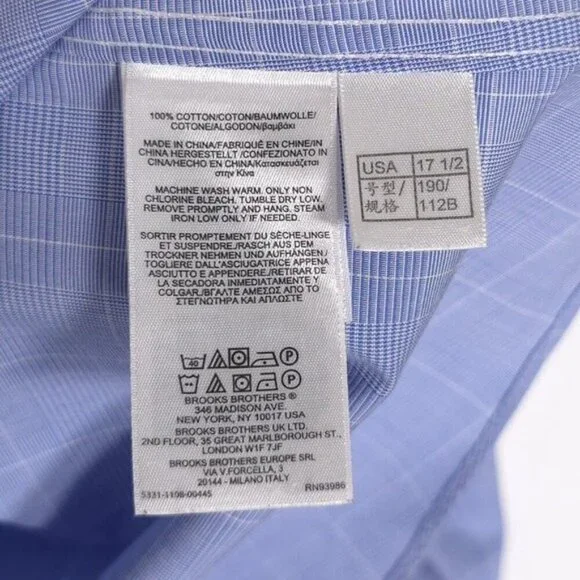 100% COTTON/COTON/BAUMWOLLE/
COTONE/ALGODON/βαμβάκι
MADE IN CHINA/FABRIQUÉ EN CHINE/IN
CHINA HERGESTELLT /CONFEZIONATO IN
CINA/HECHO EN CHINA/Κατασκευάζεται
στην Κίνα
MACHINE WASH WARM. ONLY NON
CHLORINE BLEACH. TUMBLE DRY LOW.
REMOVE PROMPTLY AND HANG. STEAM
IRON LOW ONLY IF NEEDED.
SORTIR PROMPTEMENT DU SÈCHE-LINGE
ET SUSPENDRE./RASCH AUS DEM
TROCKNER NEHMEN UND AUFHÄNGEN/
TOGLIERE DALL'ASCIUGATRICE APPENA
ASCIUTTO E APPENDERE./RETIRAR DE
LA SECADORA INMEDIATAMENTE Y
COLGAR./ΒΓΑΛΤΕ ΑΜΕΣΩΣ ΑΠΟ ΤΟ
ΣΤΕΓΝΩΤΗΡΙΟ ΚΑΙ ΑΠΛΩΣΤΕ.
40 P
P
BROOKS BROTHERS ®
346 MADISON AVE
NEW YORK, NY 10017 USA
BROOKS BROTHERS UK LTD.
2ND FLOOR, 35 GREAT MARLBOROUGH ST.,
LONDON W1F 7JF
BROOKS BROTHERS EUROPE SRL
VIA V.FORCELLA, 3
20144 - MILANO ITALY
5331-1108-00445 RN93986
USA 17 1/2
号型/ 190/
规格 112B